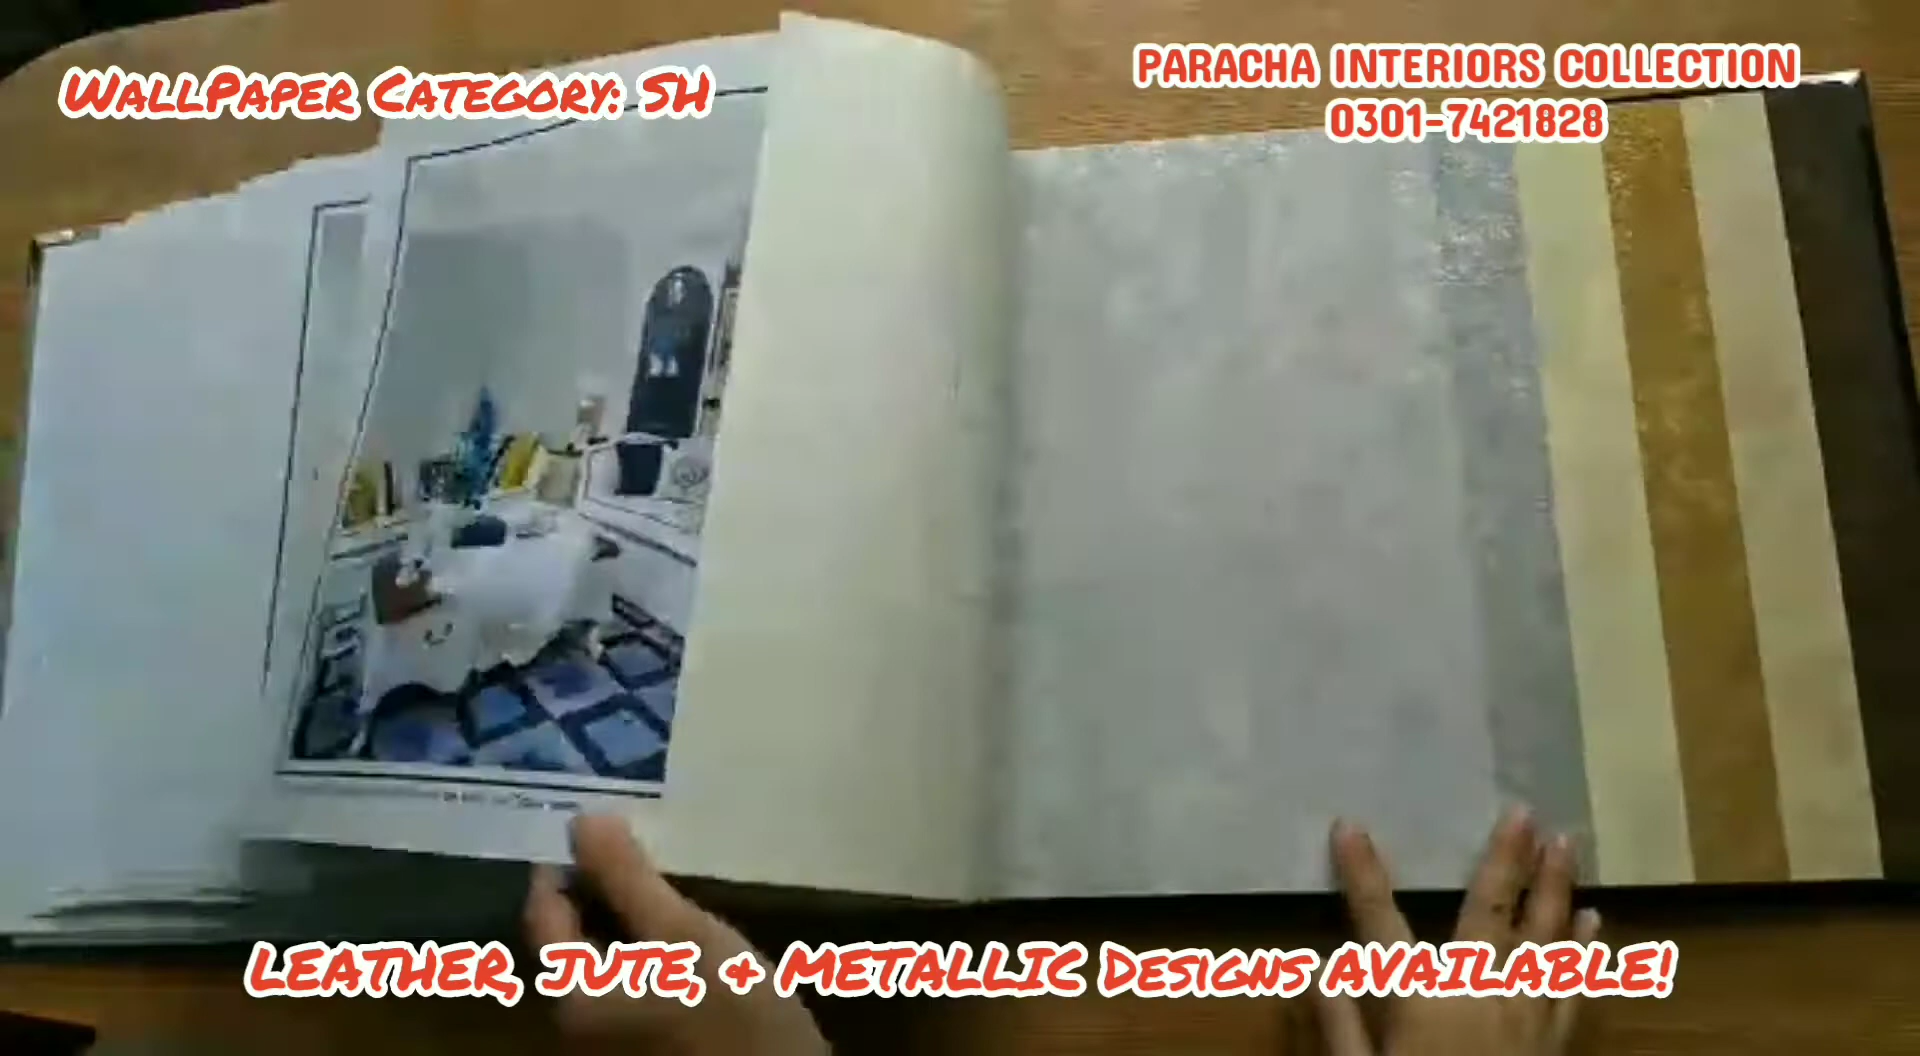 WALLPAPER CATEGORY: SH
PARACHA INTERIORS COLLECTION
0301-7421828
LEATHER, JUTE, & METALLIC DESIGNS AVAILABLE!